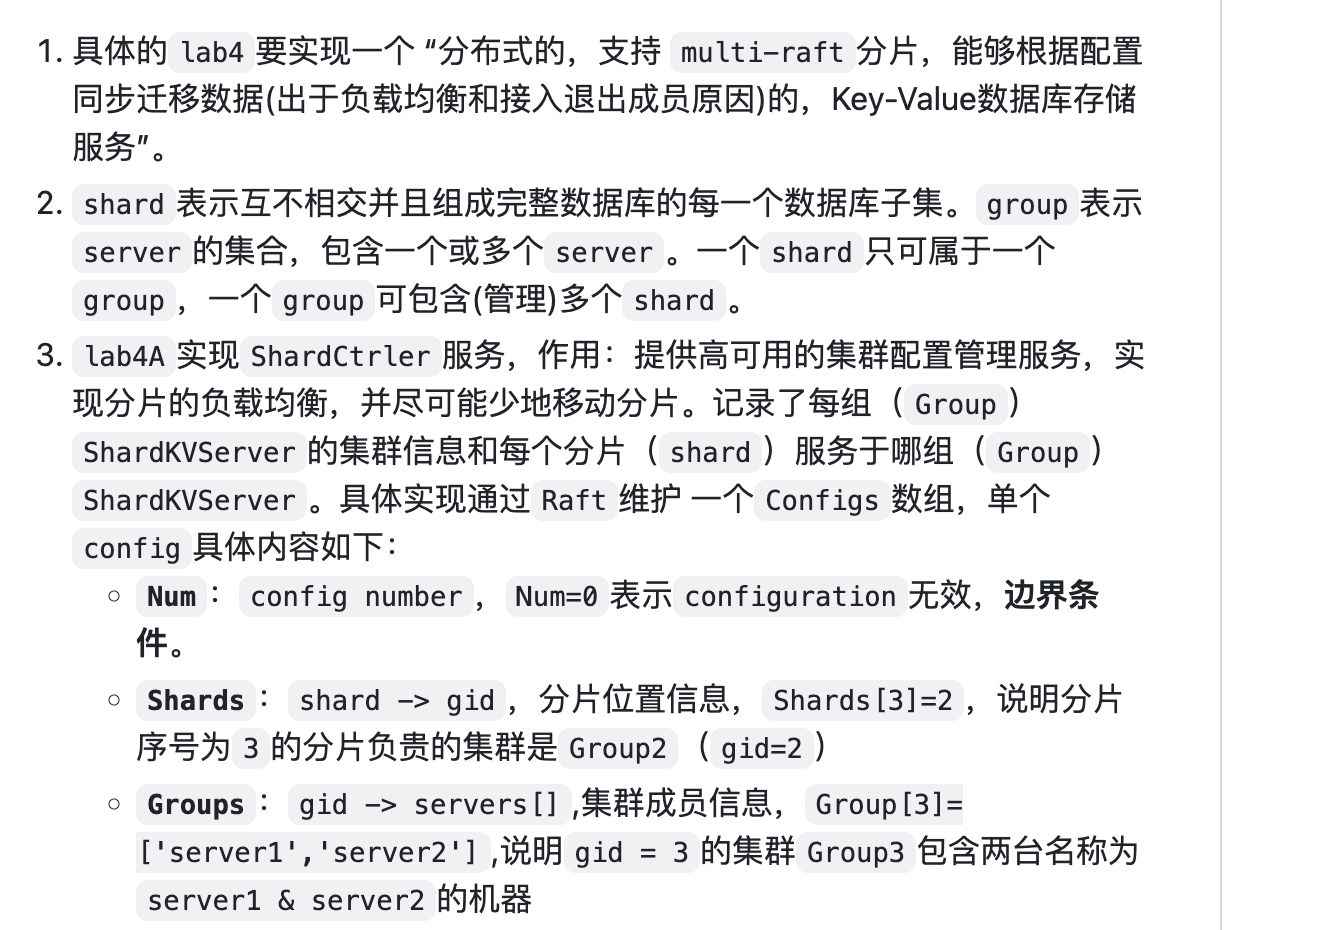 1. 具体的 lab4 要实现一个 “分布式的，支持 multi-raft 分片，能够根据配置
同步迁移数据(出于负载均衡和接入退出成员原因)的，Key-Value数据库存储
服务”。
2. shard 表示互不相交并且组成完整数据库的每一个数据库子集。 group 表示
server 的集合，包含一个或多个 server 。一个 shard 只可属于一个
group ，一个 group 可包含(管理)多个 shard 。
3. lab4A 实现 ShardCtrler 服务，作用：提供高可用的集群配置管理服务，实
现分片的负载均衡，并尽可能少地移动分片。记录了每组（ Group ）
ShardKVServer 的集群信息和每个分片（ shard ）服务于哪组（ Group ）
ShardKVServer 。具体实现通过 Raft 维护 一个 Configs 数组，单个
config 具体内容如下：
○ Num ： config number ， Num=0 表示 configuration 无效，边界条
件。
○ Shards ： shard -> gid ，分片位置信息， Shards[3]=2 ，说明分片
序号为 3 的分片负贵的集群是 Group2 （ gid=2 ）
○ Groups ： gid -> servers[] ,集群成员信息， Group[3]=
['server1','server2'] ,说明 gid = 3 的集群 Group3 包含两台名称为
server1 & server2 的机器